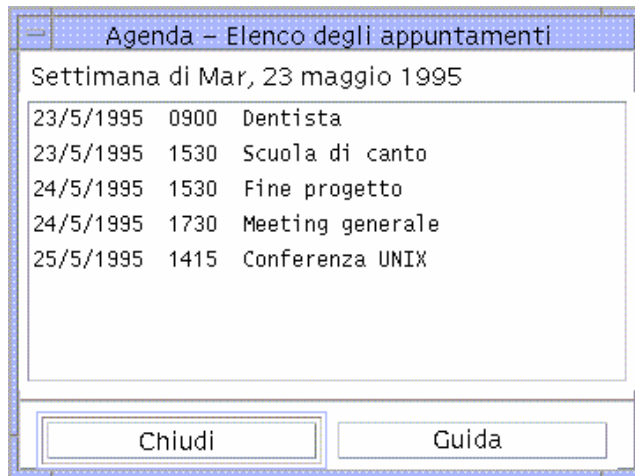 Agenda – Elenco degli appuntamenti
Settimana di Mar, 23 maggio 1995
23/5/1995 0900 Dentista
23/5/1995 1530 Scuola di canto
24/5/1995 1530 Fine progetto
24/5/1995 1730 Meeting generale
25/5/1995 1415 Conferenza UNIX
Chiudi Guida